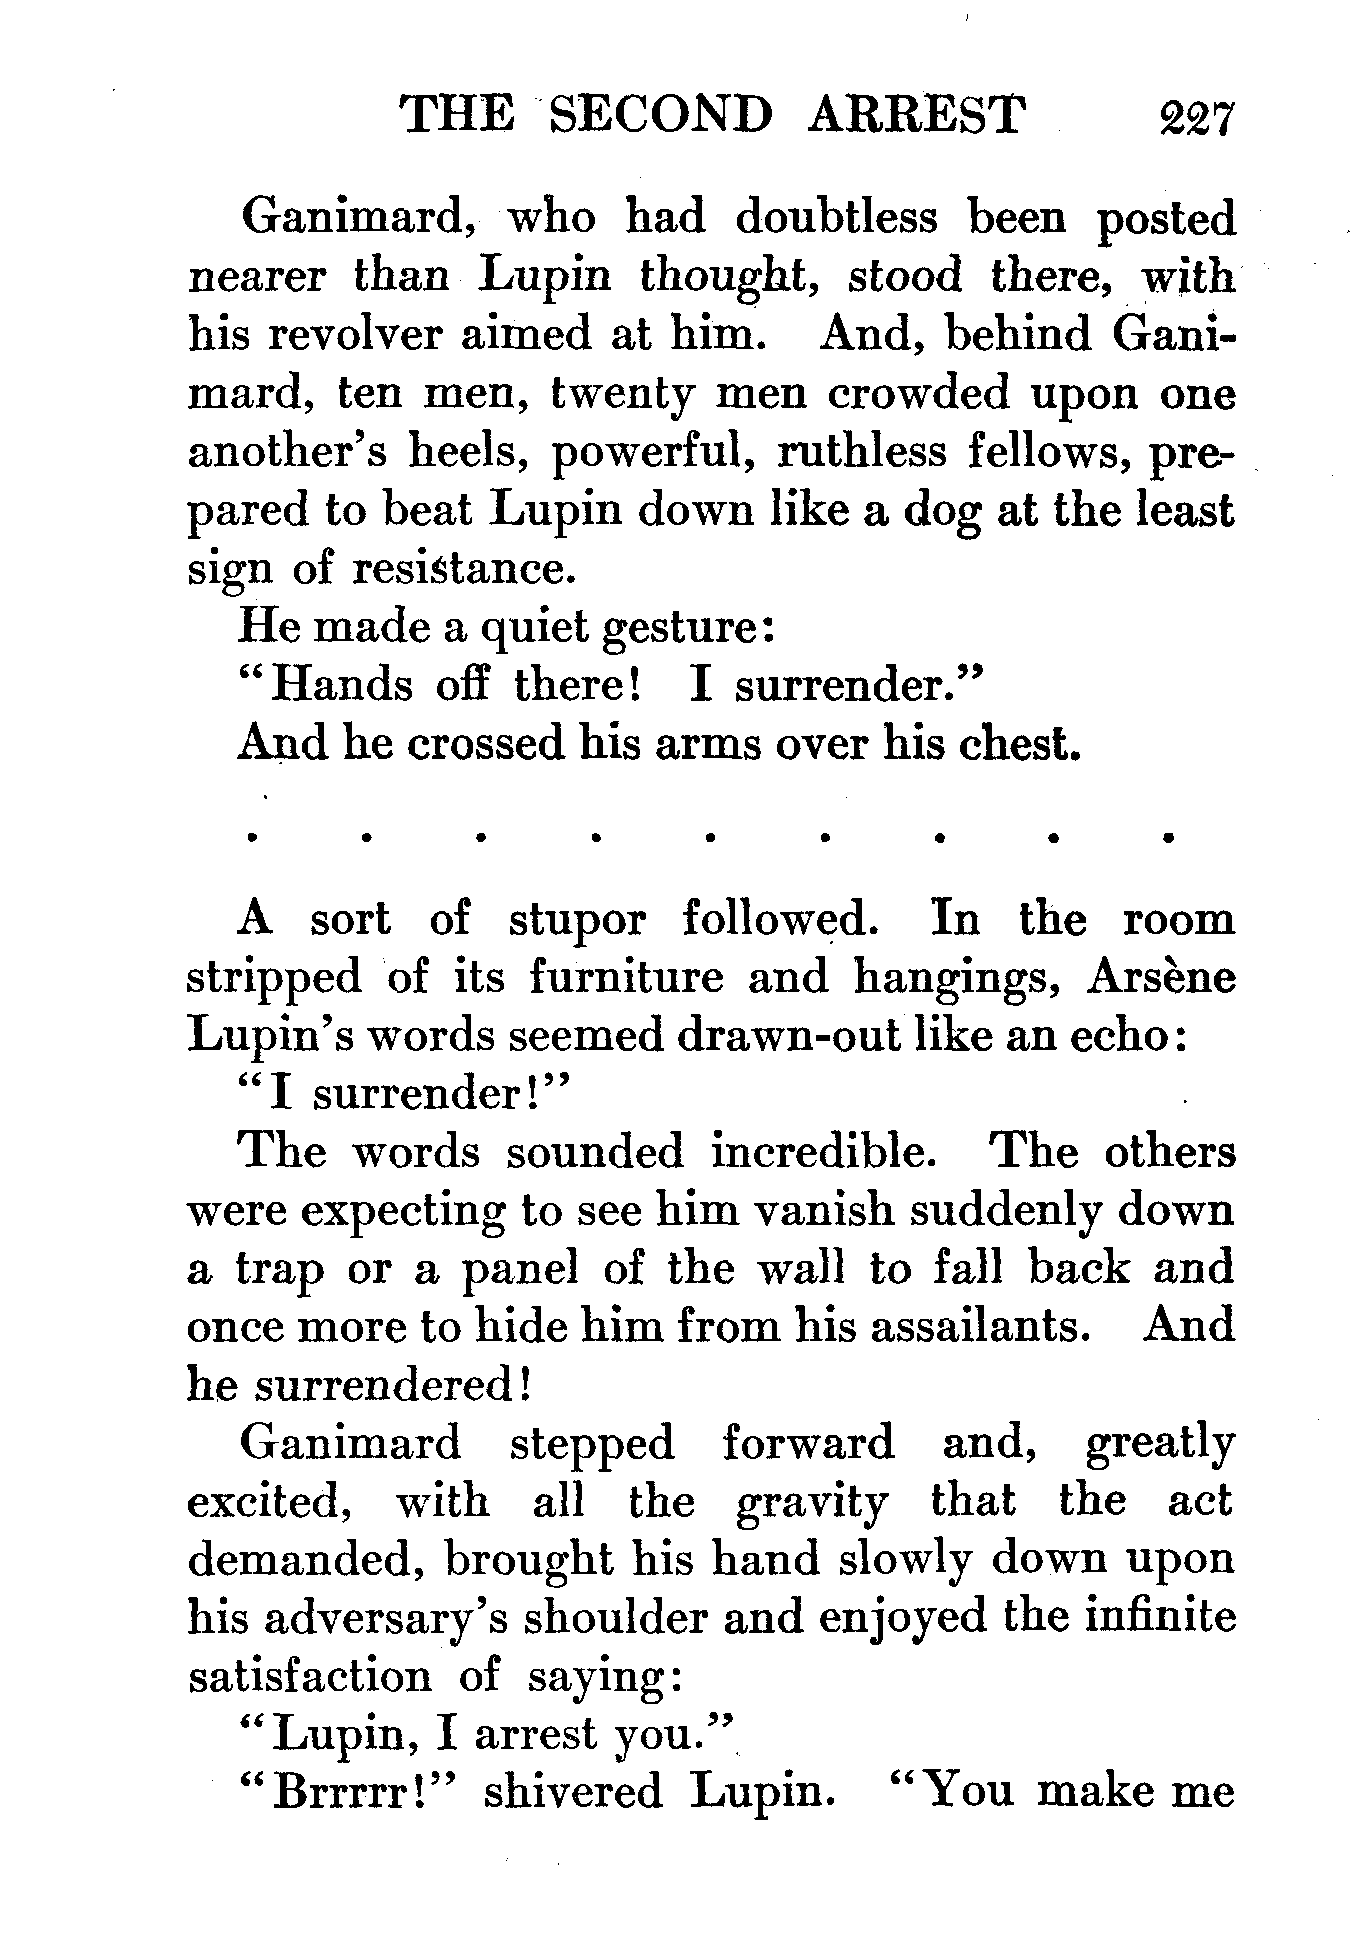 THE SECOND ARREST 227
Ganimard, who had doubtless been posted
nearer than Lupin thought, stood there, with
his revolver aimed at him. And, behind Gani-
mard, ten men, twenty men crowded upon one
another's heels, powerful, ruthless fellows, pre-
pared to beat Lupin down like a dog at the least
sign of resistance.
He made a quiet gesture:
"Hands off there! I surrender."
And he crossed his arms over his chest.
. . . . . . . . .
A sort of stupor followed. In the room
stripped of its furniture and hangings, Arsène
Lupin's words seemed drawn-out like an echo:
"I surrender!"
The words sounded incredible. The others
were expecting to see him vanish suddenly down
a trap or a panel of the wall to fall back and
once more to hide him from his assailants. And
he surrendered!
Ganimard stepped forward and, greatly
excited, with all the gravity that the act
demanded, brought his hand slowly down upon
his adversary's shoulder and enjoyed the infinite
satisfaction of saying:
"Lupin, I arrest you."
"Brrrrr!" shivered Lupin. "You make me